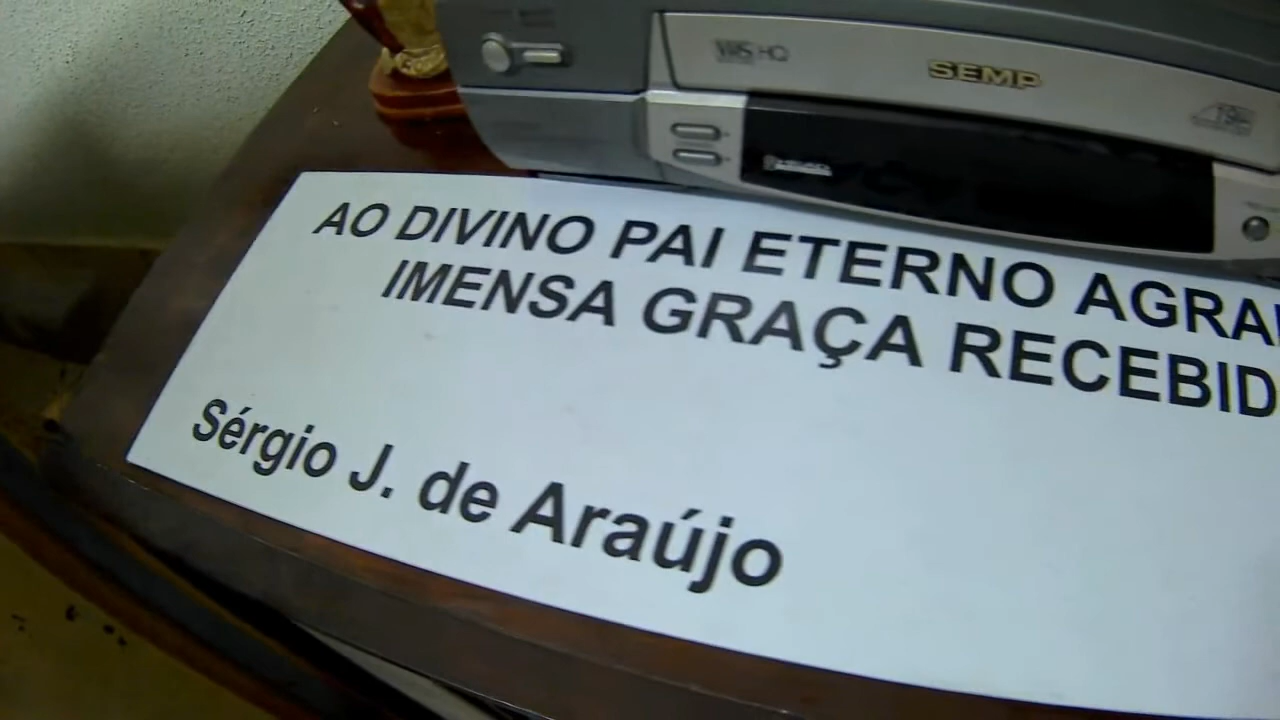 VHS HQ
SEMP
AO DIVINO PAI ETERNO AGRA
IMENSA GRAÇA RECEBID
Sérgio J. de Araújo